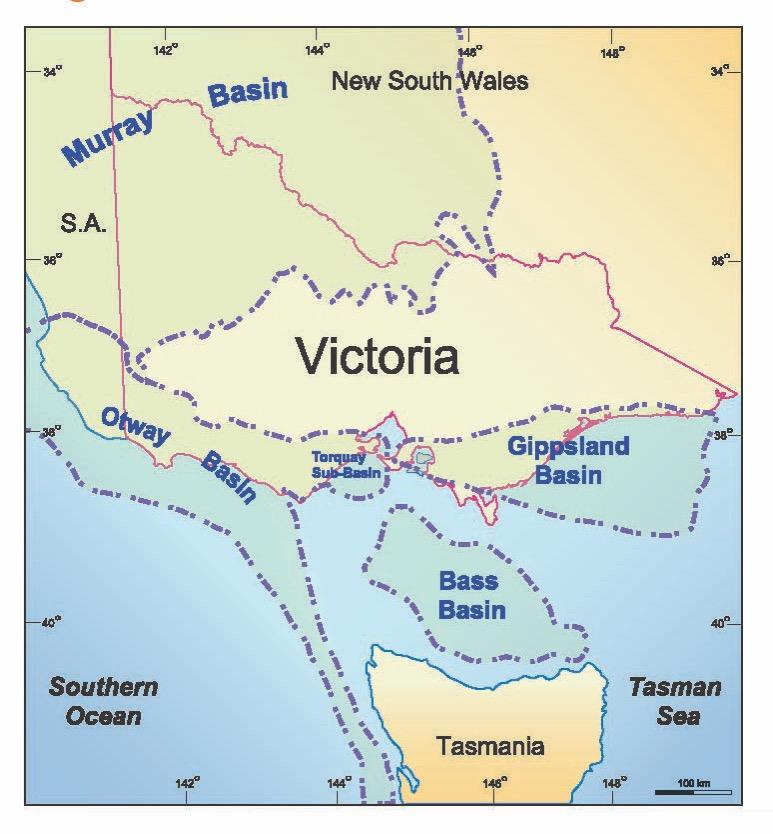 142°
144°
146°
148°
34°
34°
New South Wales
Murray Basin
S.A.
36°
36°
Victoria
38°
38°
Otway Basin
Torquay
Sub-Basin
Gippsland
Basin
Bass
Basin
40°
40°
Southern
Ocean
Tasman
Sea
Tasmania
142°
144°
146°
148°
100 km